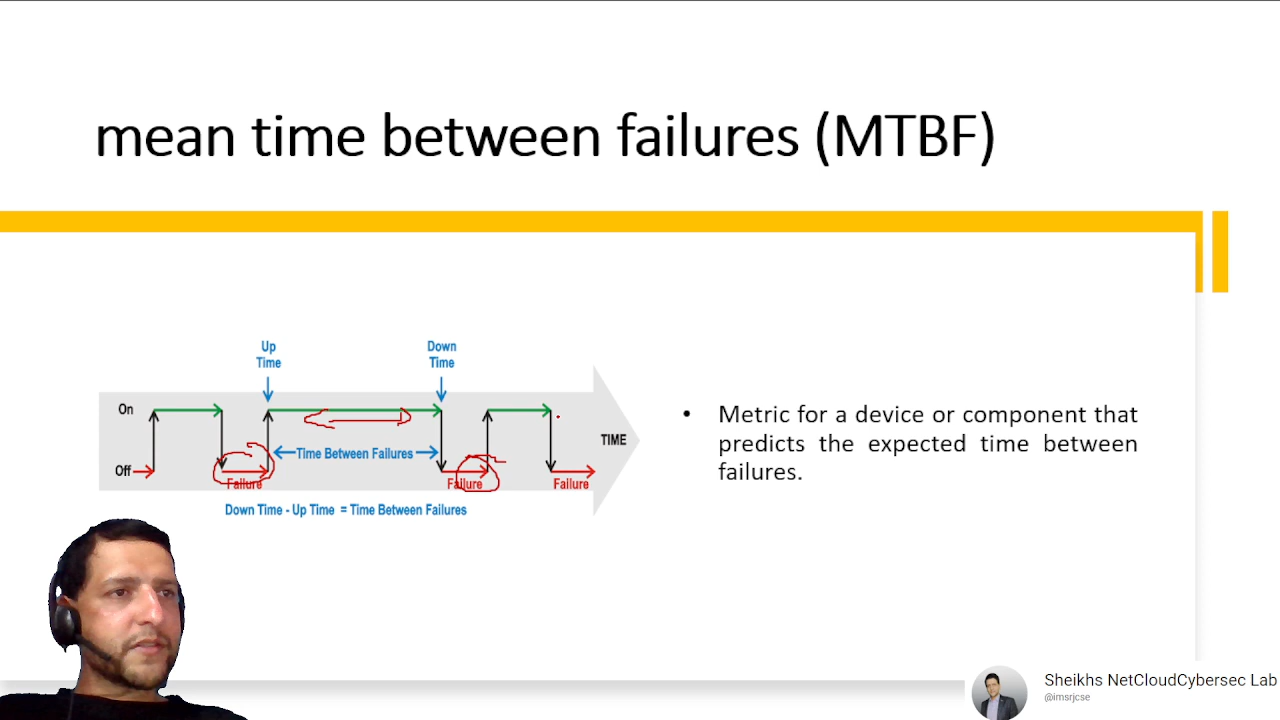 mean time between failures (MTBF)
Up
Time
Down
Time
On
Time Between Failures
TIME
Off
Failure
Failure
Failure
Down Time - Up Time = Time Between Failures
• Metric for a device or component that
predicts the expected time between
failures.
Sheikhs NetCloudCybersec Lab
@imsrjcse